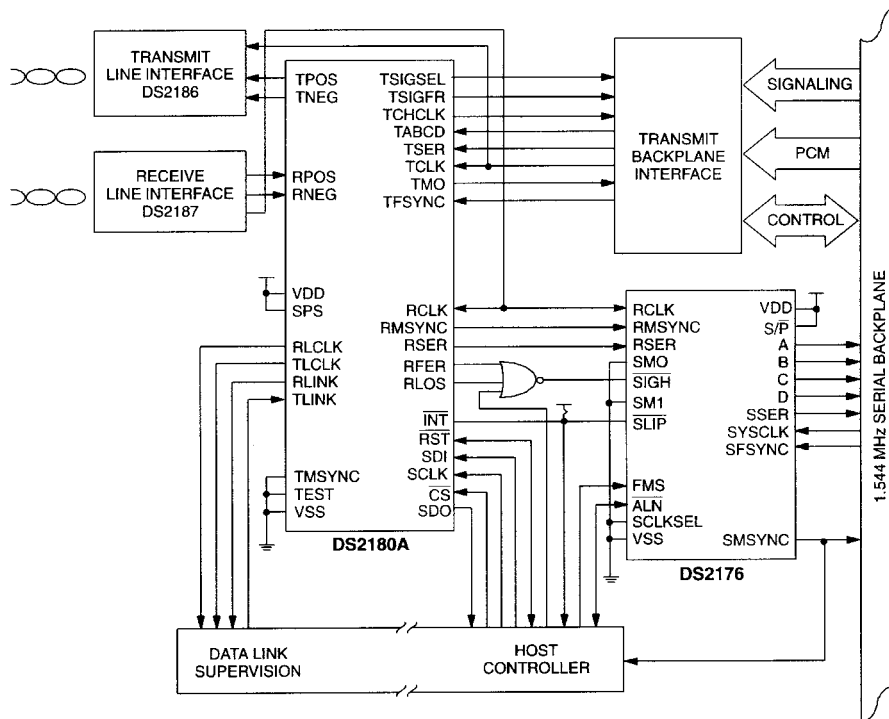 TRANSMIT
LINE INTERFACE
DS2186
RECEIVE
LINE INTERFACE
DS2187
TPOS
TNEG
RPOS
RNEG
VDD
SPS
RLCLK
TLCLK
RLINK
TLINK
TMSYNC
TEST
VSS
TSIGSEL
TSIGFR
TCHCLK
TABCD
TSER
TCLK
TMO
TFSYNC
RCLK
RMSYNC
RSER
RFER
RLOS
INT
RST
SDI
SCLK
CS
SDO
DS2180A
TRANSMIT
BACKPLANE
INTERFACE
SIGNALING
PCM
CONTROL
RCLK
RMSYNC
RSER
SMO
SIGH
SM1
SLIP
FMS
ALN
SCLKSEL
VSS
VDD
S/P
A
B
C
D
SSER
SYSCLK
SFSYNC
SMSYNC
DS2176
1.544 MHz SERIAL BACKPLANE
DATA LINK
SUPERVISION
HOST
CONTROLLER